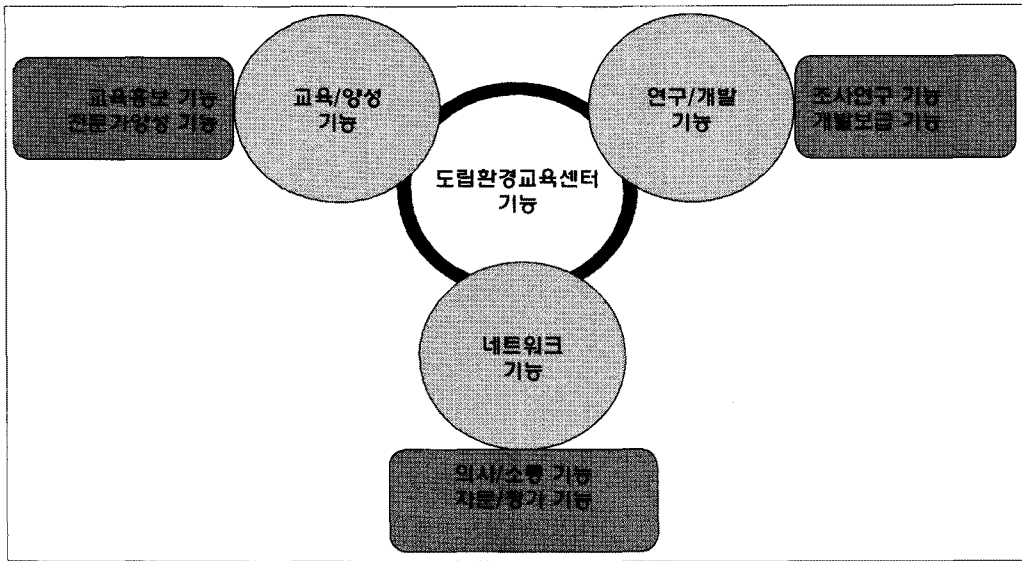 교육홍보 기능
전문가양성 기능
교육/양성
기능
연구/개발
기능
조사연구 기능
개발보급 기능
도립환경교육센터
기능
네트워크
기능
의사/소통 기능
자문/평가 기능